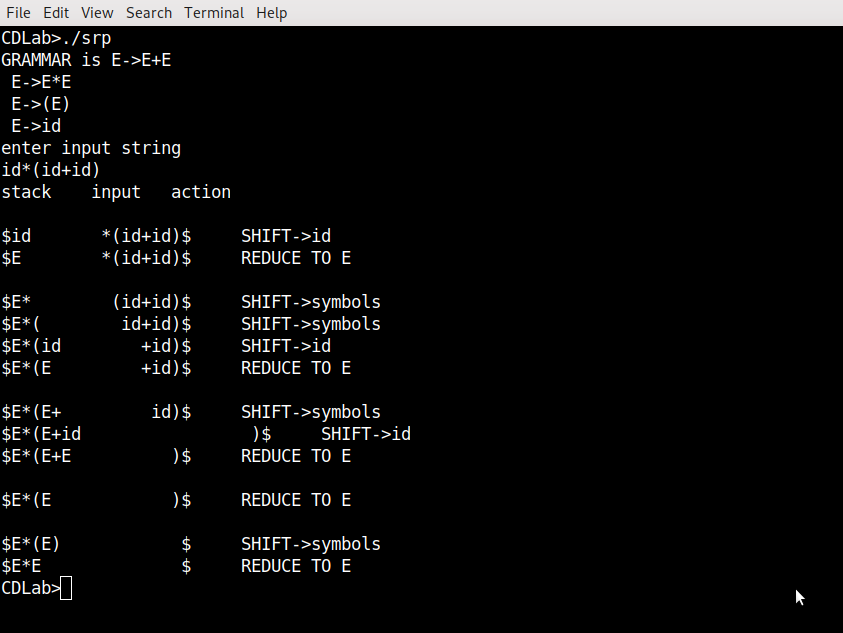 File Edit View Search Terminal Help
CDLab>./srp
GRAMMAR is E->E+E
 E->E*E
 E->(E)
 E->id
enter input string
id*(id+id)
stack    input   action
$id       *(id+id)$     SHIFT->id
$E        *(id+id)$     REDUCE TO E
$E*        (id+id)$     SHIFT->symbols
$E*(        id+id)$     SHIFT->symbols
$E*(id        +id)$     SHIFT->id
$E*(E         +id)$     REDUCE TO E
$E*(E+         id)$     SHIFT->symbols
$E*(E+id                 )$     SHIFT->id
$E*(E+E          )$     REDUCE TO E
$E*(E            )$     REDUCE TO E
$E*(E)            $     SHIFT->symbols
$E*E              $     REDUCE TO E
CDLab>